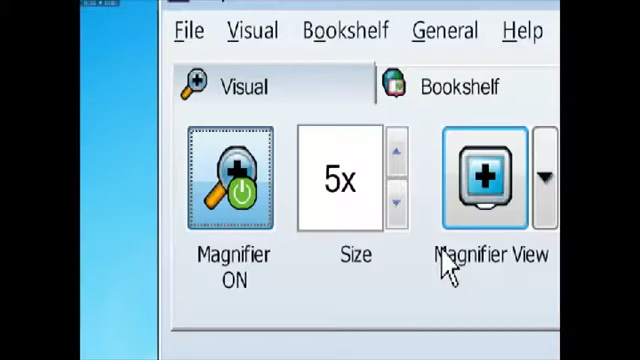 File Visual Bookshelf General Help
Visual Bookshelf
5x
Magnifier ON
Size
Magnifier View